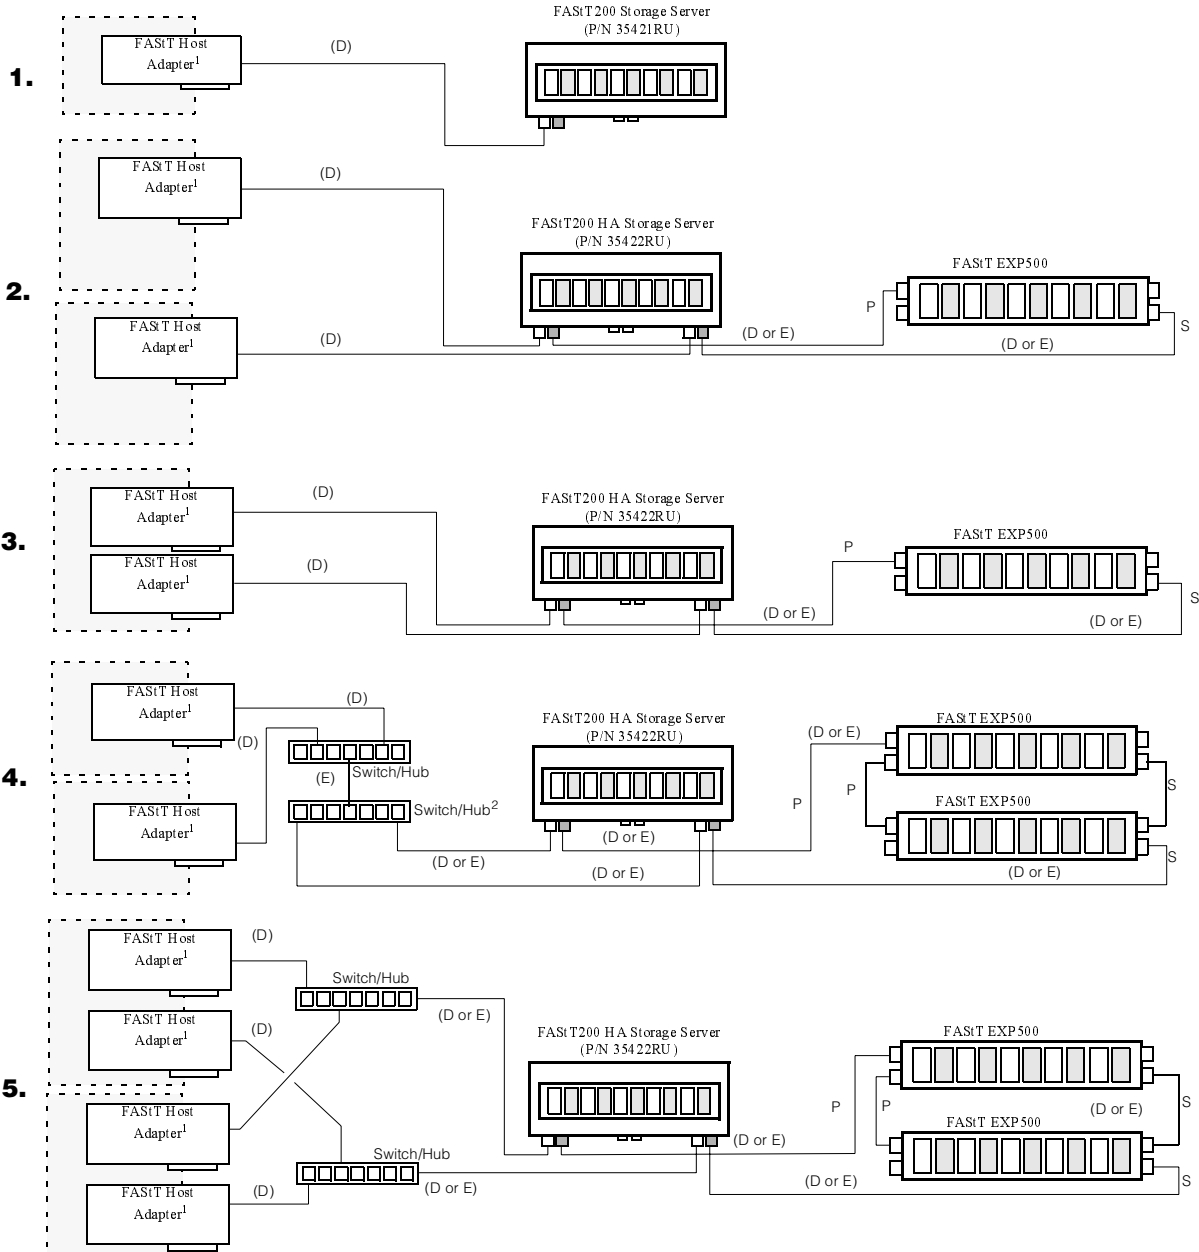 1.
FAStT Host
Adapter1
(D)
FAStT200 Storage Server
(P/N 35421RU)
2.
FAStT Host
Adapter1
(D)
FAStT Host
Adapter1
(D)
FAStT200 HA Storage Server
(P/N 35422RU)
(D or E)
P
FAStT EXP500
(D or E)
S
3.
FAStT Host
Adapter1
(D)
FAStT Host
Adapter1
(D)
FAStT200 HA Storage Server
(P/N 35422RU)
(D or E)
P
FAStT EXP500
(D or E)
S
4.
FAStT Host
Adapter1
(D)
(D)
FAStT Host
Adapter1
(E)
Switch/Hub
Switch/Hub2
(D or E)
FAStT200 HA Storage Server
(P/N 35422RU)
(D or E)
(D or E)
(D or E)
P
P
FAStT EXP500
S
FAStT EXP500
S
(D or E)
5.
FAStT Host
Adapter1
(D)
FAStT Host
Adapter1
(D)
FAStT Host
Adapter1
FAStT Host
Adapter1
(D)
Switch/Hub
(D or E)
Switch/Hub
(D or E)
FAStT200 HA Storage Server
(P/N 35422RU)
(D or E)
P
P
FAStT EXP500
(D or E)
S
FAStT EXP500
(D or E)
S